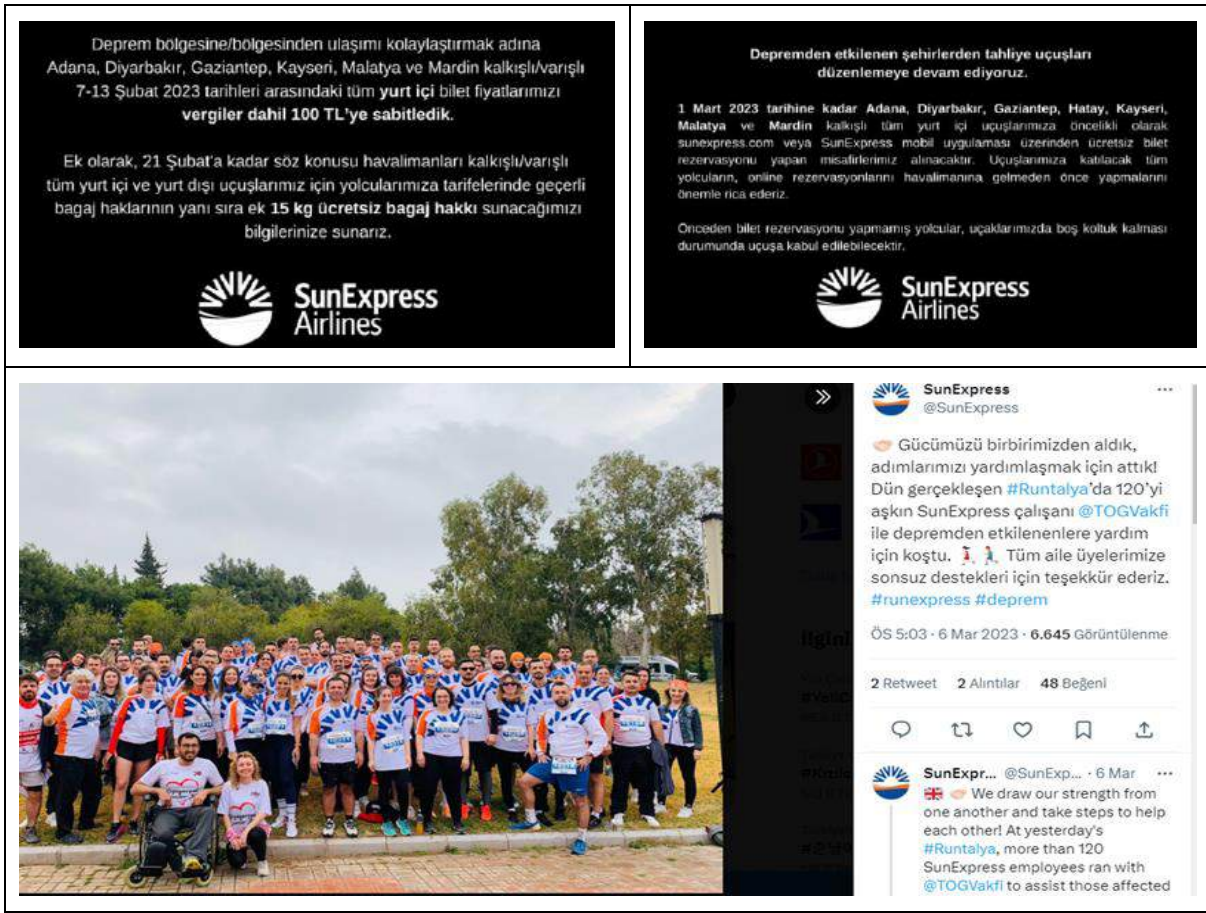 Deprem bölgesine/bölgesinden ulaşımı kolaylaştırmak adına
Adana, Diyarbakır, Gaziantep, Kayseri, Malatya ve Mardin kalkışlı/varışlı
7-13 Şubat 2023 tarihleri arasındaki tüm yurt içi bilet fiyatlarımızı
vergiler dahil 100 TL'ye sabitledik.
Ek olarak, 21 Şubat'a kadar söz konusu havalimanları kalkışlı/varışlı
tüm yurt içi ve yurt dışı uçuşlarımız için yolcularımıza tarifelerinde geçerli
bagaj haklarının yanı sıra ek 15 kg ücretsiz bagaj hakkı sunacağımızı
bilgilerinize sunarız.
SunExpress
Airlines
Depremden etkilenen şehirlerden tahliye uçuşları
düzenlemeye devam ediyoruz.
1 Mart 2023 tarihine kadar Adana, Diyarbakır, Gaziantep, Hatay, Kayseri,
Malatya ve Mardin kalkışlı tüm yurt içi uçuşlarımıza öncelikli olarak
sunexpress.com veya SunExpress mobil uygulaması üzerinden ücretsiz bilet
rezervasyonu yapan misafirlerimiz alınacaktır. Uçuşlarımıza katılacak tüm
yolcuların, online rezervasyonlarını havalimanına gelmeden önce yapmalarını
önemle rica ederiz.
Önceden bilet rezervasyonu yapmamış yolcular, uçaklarımızda boş koltuk kalması
durumunda uçuşa kabul edilebilecektir.
SunExpress
Airlines
SunExpress
@SunExpress
Gücümüzü birbirimizden aldık,
adımlarımızı yardımlaşmak için attık!
Dün gerçekleşen #Runtalya'da 120'yi
aşkın SunExpress çalışanı @TOGVakfi
ile depremden etkilenenlere yardım
için koştu. Tüm aile üyelerimize
sonsuz destekleri için teşekkür ederiz.
#runexpress #deprem
ÖS 5:03 · 6 Mar 2023 · 6.645 Görüntülenme
2 Retweet 2 Alıntılar 48 Beğeni
SunExpr... @SunExp... · 6 Mar
We draw our strength from
one another and take steps to help
each other! At yesterday's
#Runtalya, more than 120
SunExpress employees ran with
@TOGVakfi to assist those affected